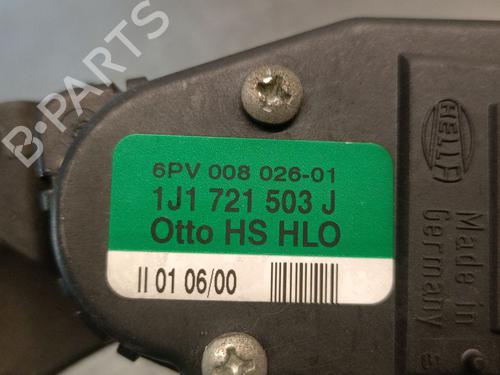 B-PARTS
6PV 008 026-01
1J1 721 503 J
Otto HS HLO
II 01 06/00
HELLA
Made in
Germany